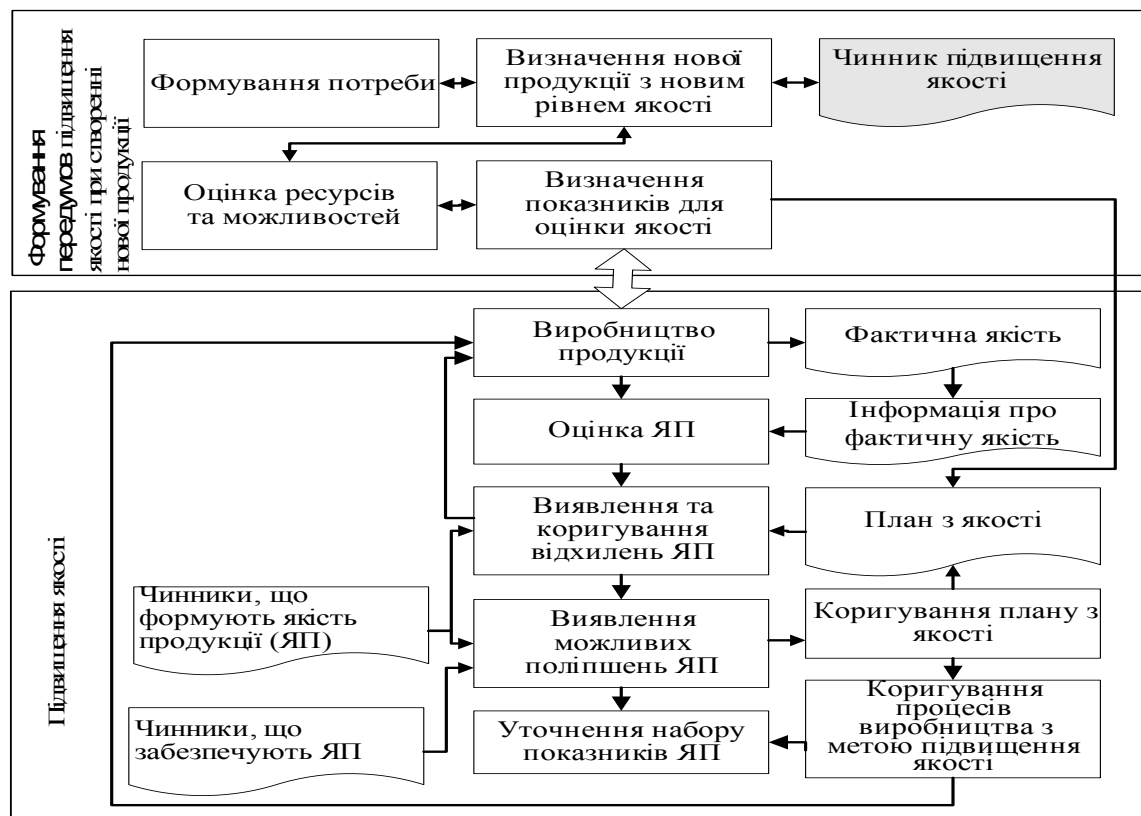 Формування
передумов підвищення
якості при створенні
нової продукції
Формування потреби
Визначення нової
продукції з новим
рівнем якості
Чинник підвищення
якості
Оцінка ресурсів
та можливостей
Визначення
показників для
оцінки якості
Підвищення якості
Виробництво
продукції
Фактична якість
Оцінка ЯП
Інформація про
фактичну якість
Виявлення та
коригування
відхилень ЯП
План з якості
Чинники, що
формують якість
продукції (ЯП)
Виявлення
можливих
поліпшень ЯП
Коригування плану з
якості
Чинники, що
забезпечують ЯП
Уточнення набору
показників ЯП
Коригування
процесів
виробництва з
метою підвищення
якості